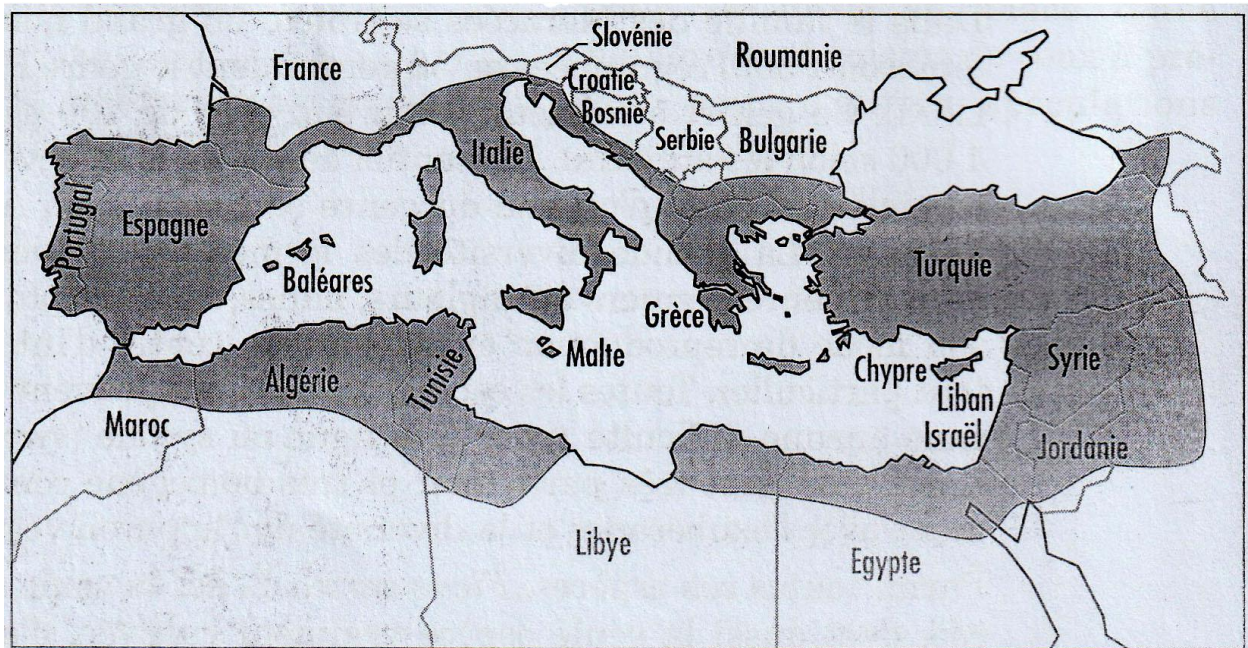 Slovénie
France
Roumanie
Croatie
Bosnie
Serbie
Bulgarie
Italie
Portugal
Espagne
Baléares
Turquie
Grèce
Malte
Chypre
Syrie
Algérie
Tunisie
Liban
Israël
Maroc
Jordanie
Libye
Egypte